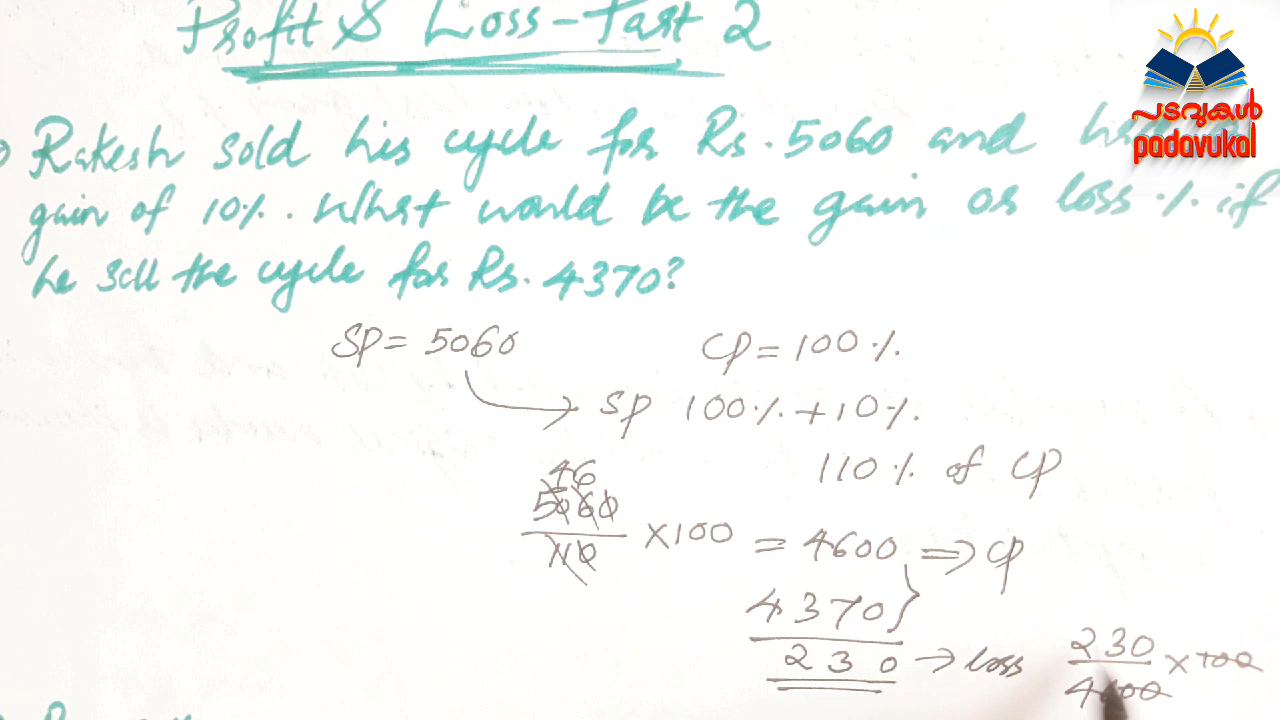 Profit & Loss - Part 2
Rakesh sold his cycle for Rs. 5060 and
gain of 10%. What would be the gain or loss % if
he sell the cycle for Rs. 4370?
SP = 5060
CP = 100%
SP 100% + 10%
110% of CP
46
5060
110
×100
= 4600 => CP
4370
230 → loss
230
4600
×100
പടവുകൾ
padavukal